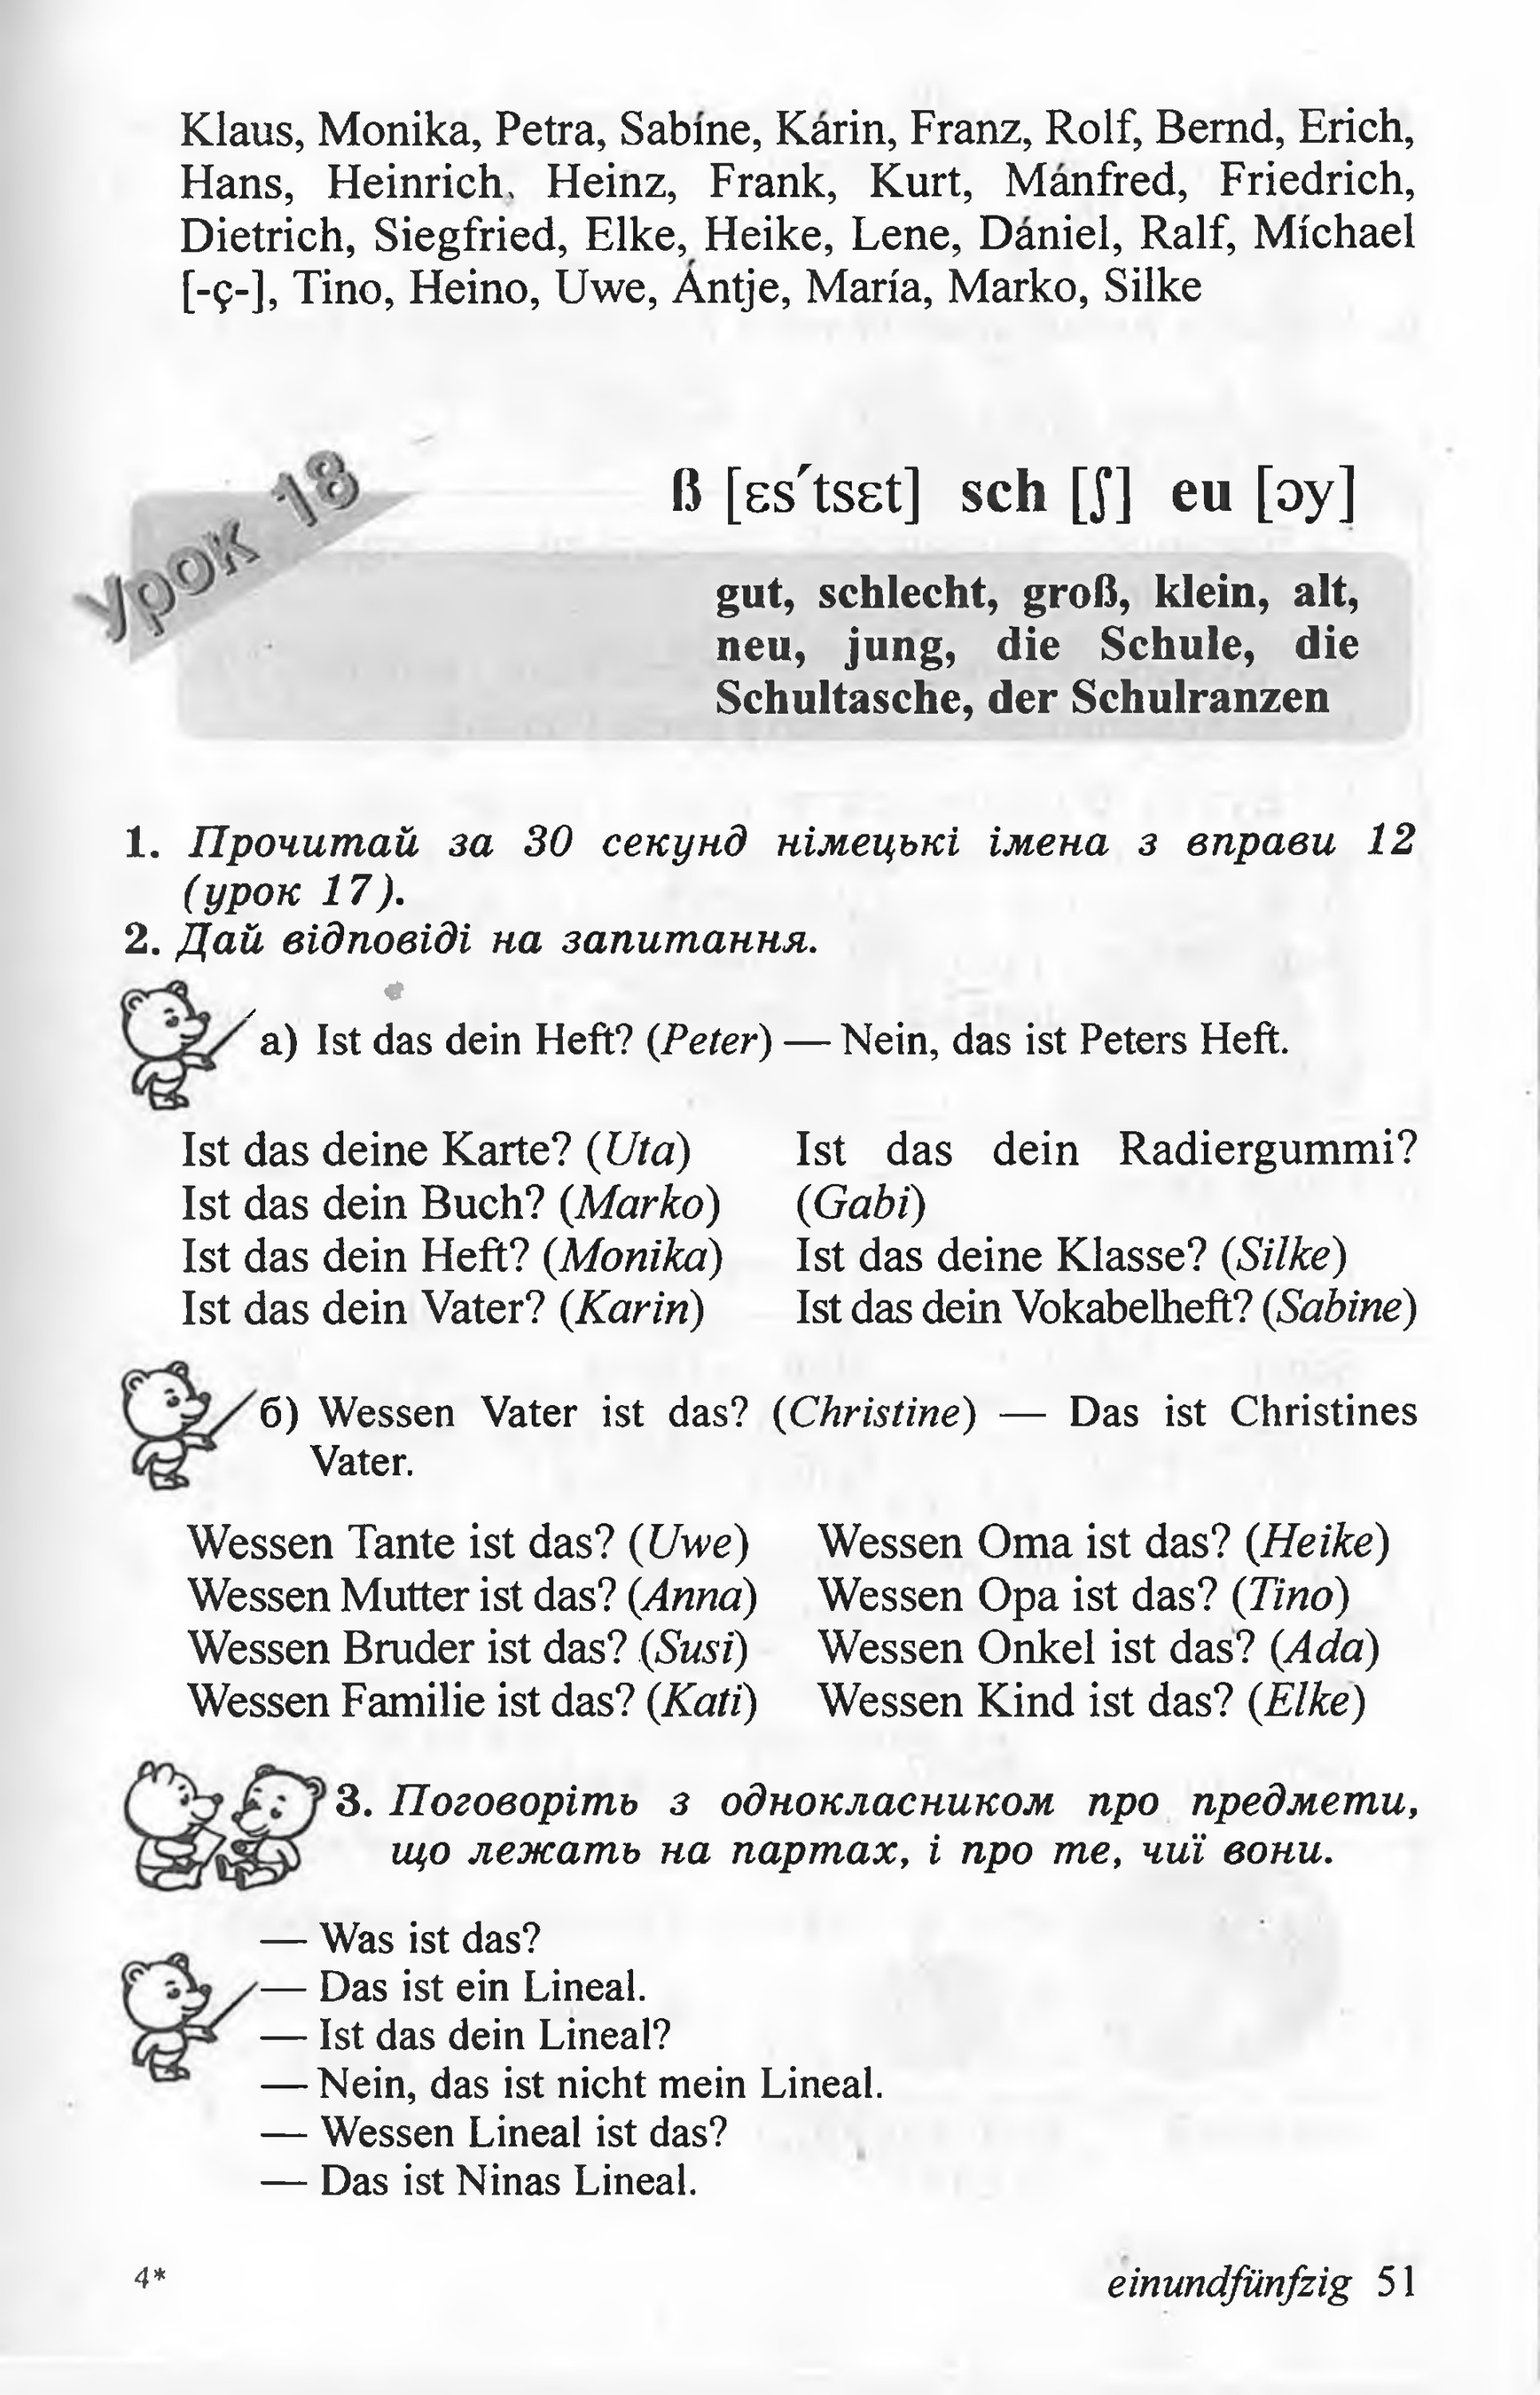 Klaus, Monika, Petra, Sabíne, Kárin, Franz, Rolf, Bernd, Erich,
Hans, Heinrich, Heinz, Frank, Kurt, Mánfred, Friedrich,
Dietrich, Siegfried, Elke, Heike, Lene, Dániel, Ralf, Míchael
[-ç-], Tino, Heino, Uwe, Ántje, María, Marko, Silke
Урок 18
ß [ɛs′tsɛt] sch [ʃ] eu [ɔy]
gut, schlecht, groß, klein, alt,
neu, jung, die Schule, die
Schultasche, der Schulranzen
1. Прочитай за 30 секунд німецькі імена з вправи 12
(урок 17).
2. Дай відповіді на запитання.
а) Ist das dein Heft? (Peter) — Nein, das ist Peters Heft.
Ist das deine Karte? (Uta)
Ist das dein Buch? (Marko)
Ist das dein Heft? (Monika)
Ist das dein Vater? (Karin)
Ist das dein Radiergummi?
(Gabi)
Ist das deine Klasse? (Silke)
Ist das dein Vokabelheft? (Sabine)
б) Wessen Vater ist das? (Christine) — Das ist Christines
Vater.
Wessen Tante ist das? (Uwe)
Wessen Mutter ist das? (Anna)
Wessen Bruder ist das? (Susi)
Wessen Familie ist das? (Kati)
Wessen Oma ist das? (Heike)
Wessen Opa ist das? (Tino)
Wessen Onkel ist das? (Ada)
Wessen Kind ist das? (Elke)
3. Поговоріть з однокласником про предмети,
що лежать на партах, і про те, чиї вони.
— Was ist das?
— Das ist ein Lineal.
— Ist das dein Lineal?
— Nein, das ist nicht mein Lineal.
— Wessen Lineal ist das?
— Das ist Ninas Lineal.
4*
einundfünfzig 51